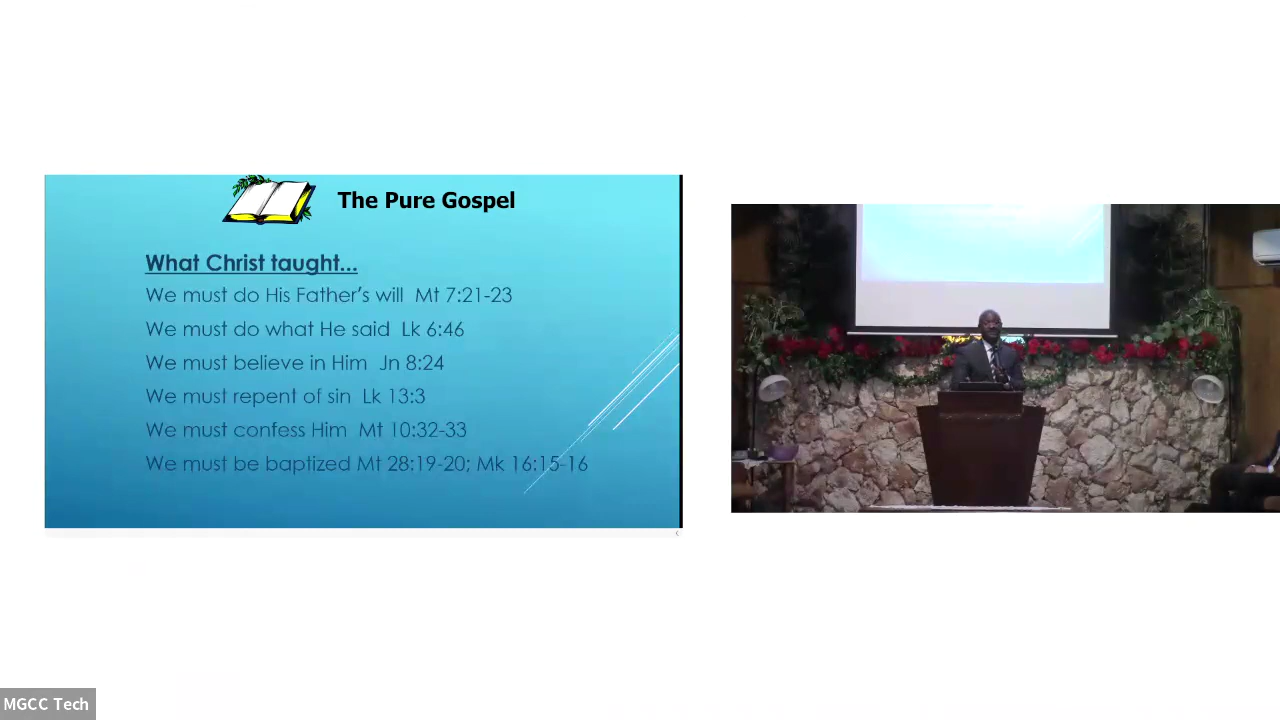 The Pure Gospel
What Christ taught...
We must do His Father's will Mt 7:21-23
We must do what He said Lk 6:46
We must believe in Him Jn 8:24
We must repent of sin Lk 13:3
We must confess Him Mt 10:32-33
We must be baptized Mt 28:19-20; Mk 16:15-16
MGCC Tech